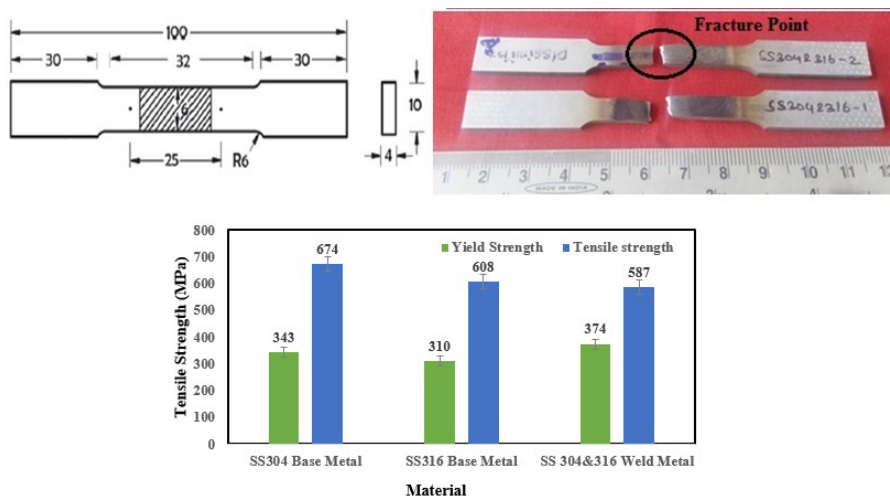 100
30
32
30
6
25
R6
10
4
Fracture Point
Dissimilar
SS3042316-2
SS3042316-1
1 2 3 4 5 6 7 8 9 10 11 12
MADE IN INDIA
Yield Strength
Tensile strength
Tensile Strength (MPa)
800
700
600
500
400
300
200
100
0
343
674
310
608
374
587
SS304 Base Metal
SS316 Base Metal
SS 304&316 Weld Metal
Material